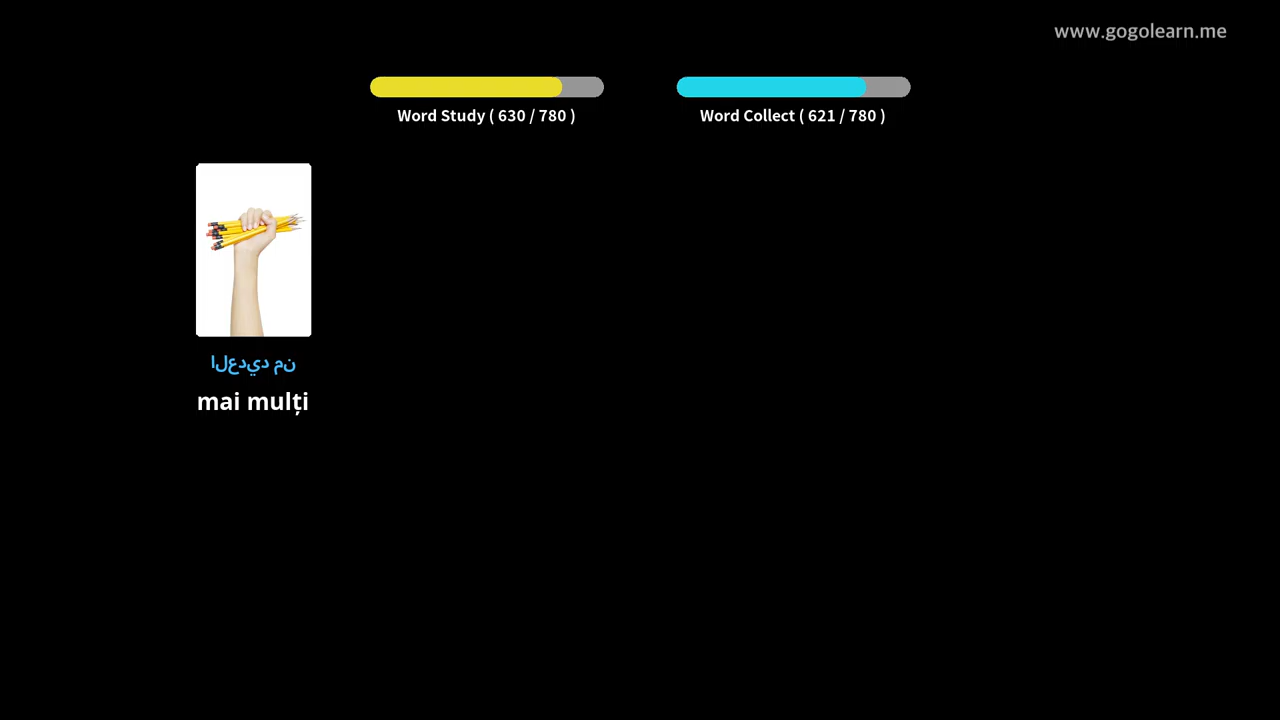 www.gogolearn.me
Word Study ( 630 / 780 )
Word Collect ( 621 / 780 )
العديد من
mai mulți